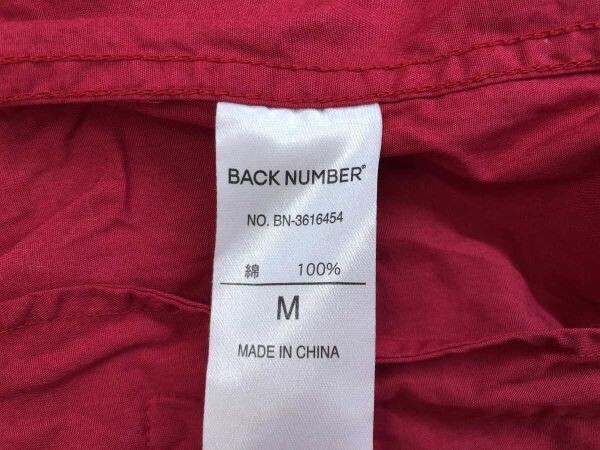 BACK NUMBER®
NO. BN-3616454
綿 100%
M
MADE IN CHINA